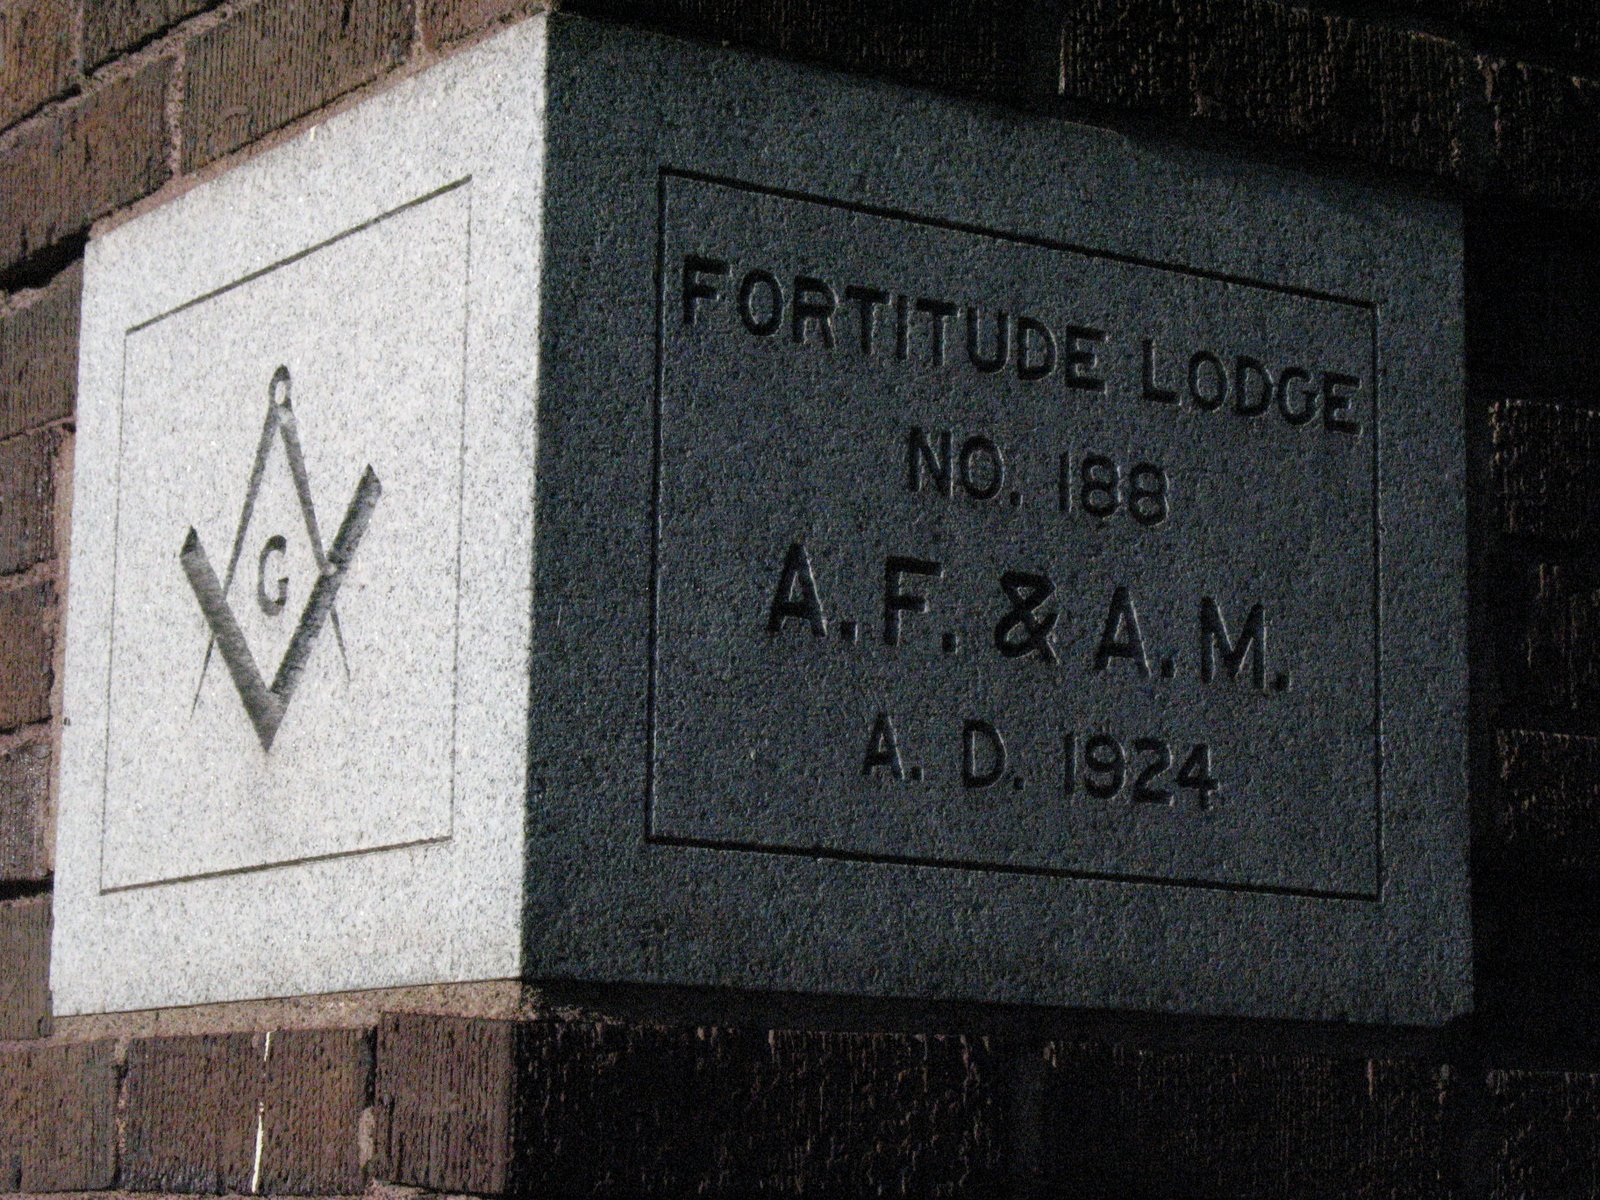 G
FORTITUDE LODGE
NO. 188
A.F. & A.M.
A. D. 1924